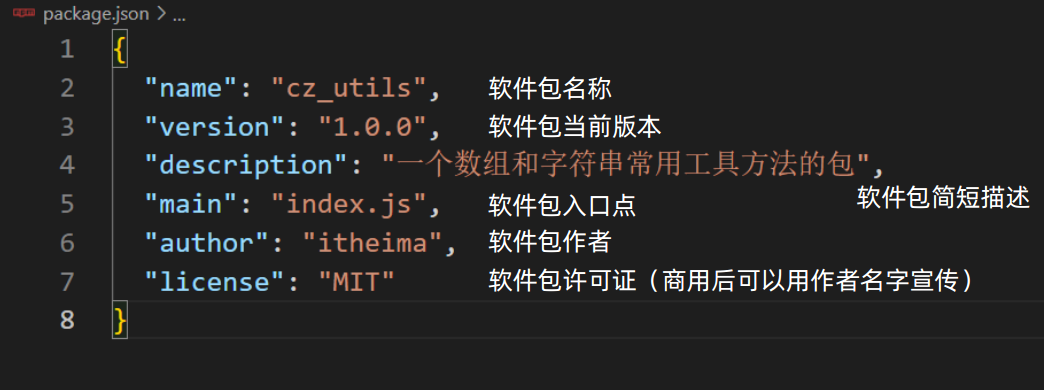 package.json > ...
1 {
2 "name": "cz_utils", 软件包名称
3 "version": "1.0.0", 软件包当前版本
4 "description": "一个数组和字符串常用工具方法的包",
软件包简短描述
5 "main": "index.js", 软件包入口点
6 "author": "itheima", 软件包作者
7 "license": "MIT" 软件包许可证（商用后可以用作者名字宣传）
8 }